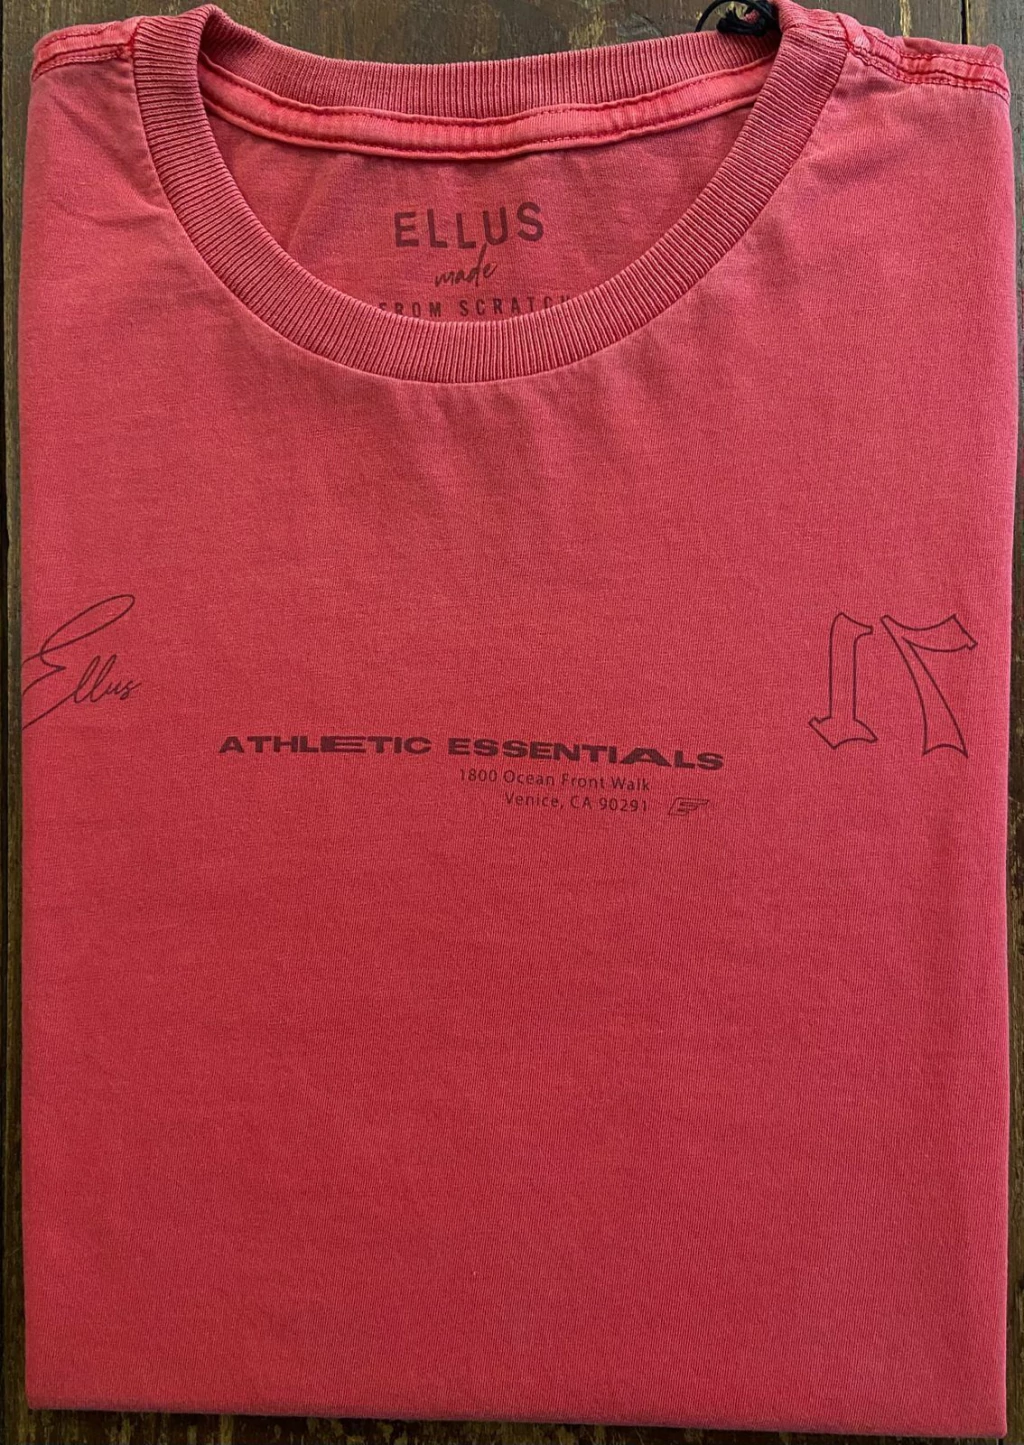 ELLUS
made
FROM SCRATCH
Ellus
17
ATHLETIC ESSENTIALS
1800 Ocean Front Walk
Venice, CA 90291